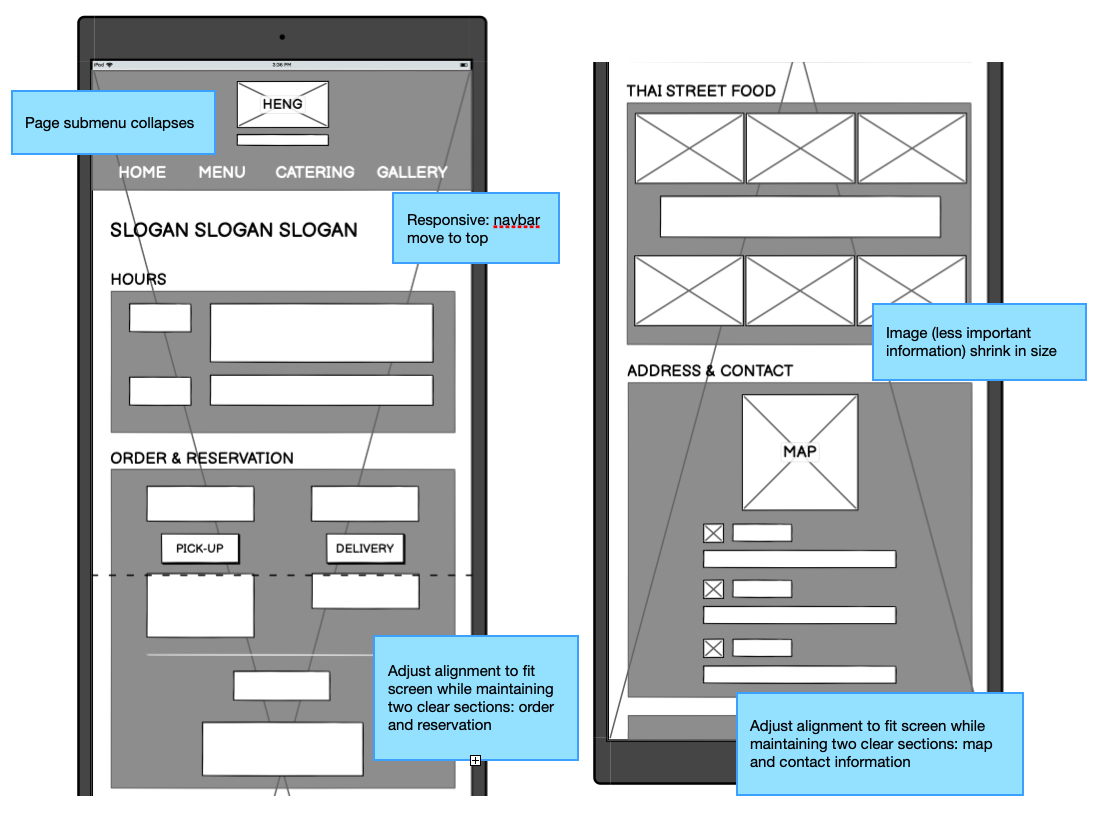 iPod
3:36 PM
HENG
Page submenu collapses
HOME MENU CATERING GALLERY
Responsive: navbar
move to top
SLOGAN SLOGAN SLOGAN
HOURS
ORDER & RESERVATION
PICK-UP
DELIVERY
Adjust alignment to fit
screen while maintaining
two clear sections: order
and reservation
THAI STREET FOOD
Image (less important
information) shrink in size
ADDRESS & CONTACT
MAP
Adjust alignment to fit screen while
maintaining two clear sections: map
and contact information